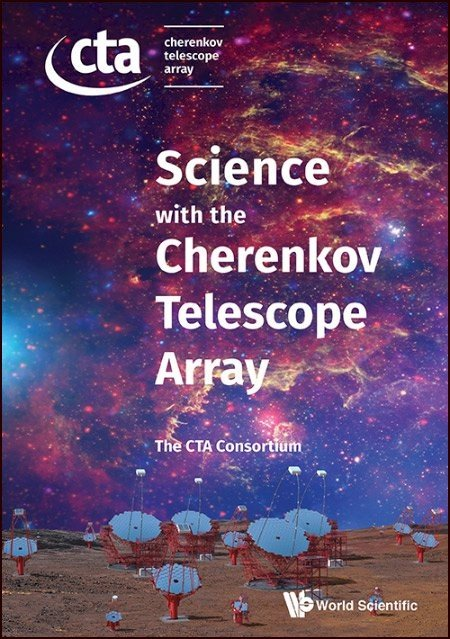 cta
cherenkov
telescope
array
Science
with the
Cherenkov
Telescope
Array
The CTA Consortium
World Scientific